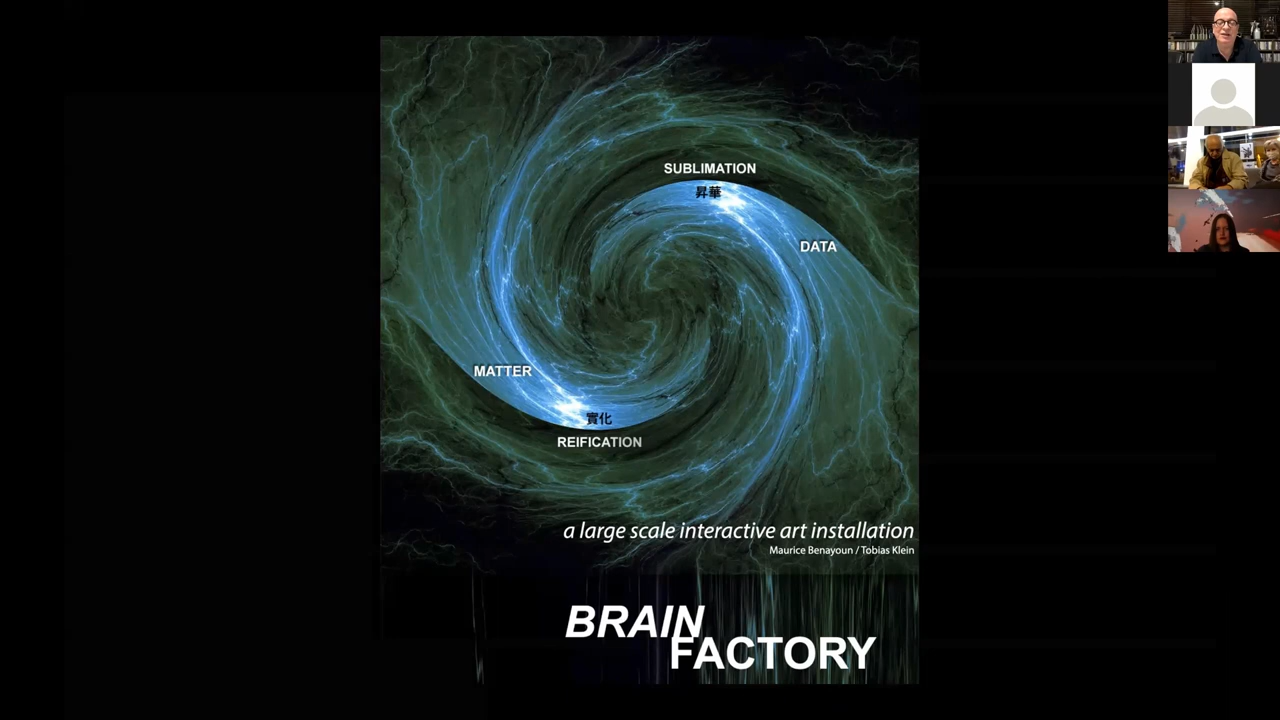 SUBLIMATION
昇華
DATA
MATTER
實化
REIFICATION
a large scale interactive art installation
Maurice Benayoun / Tobias Klein
BRAIN
FACTORY